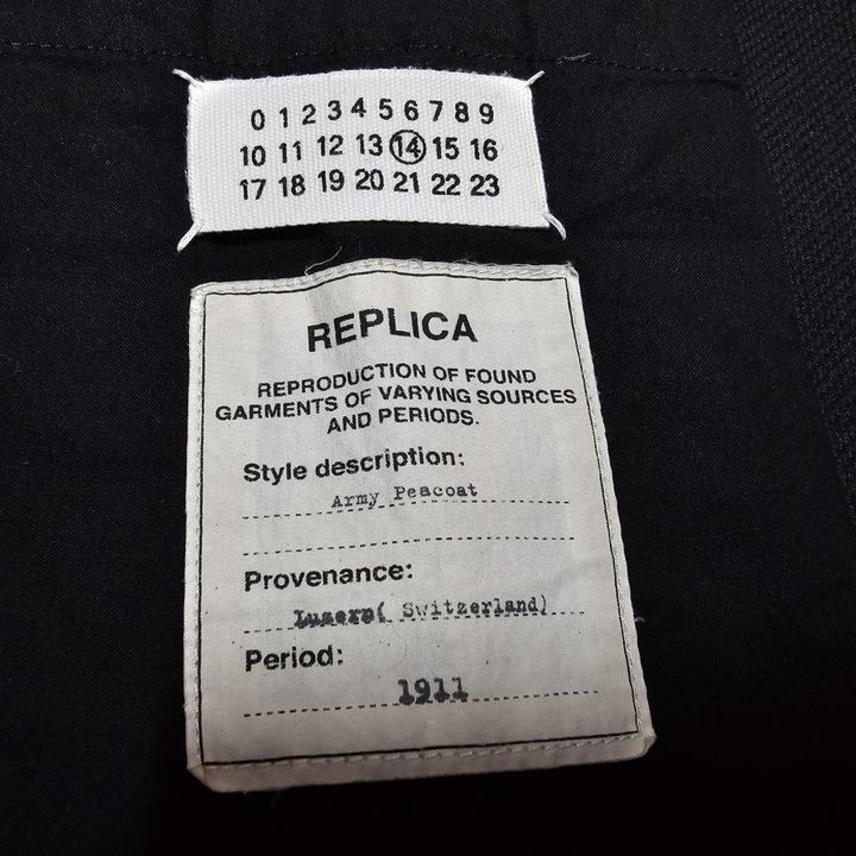 0 1 2 3 4 5 6 7 8 9
10 11 12 13 14 15 16
17 18 19 20 21 22 23
REPLICA
REPRODUCTION OF FOUND
GARMENTS OF VARYING SOURCES
AND PERIODS.
Style description:
Army Peacoat
Provenance:
Luzern( Switzerland)
Period:
1911